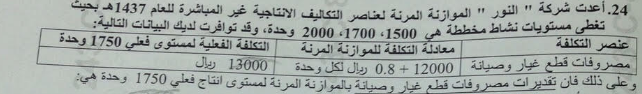 24. أعدت شركة " النور " الموازنة المرنة لعناصر التكاليف الانتاجية غير المباشرة للعام 1437هـ بحيث
تغطي مستويات نشاط مخططة هي 1500، 1700، 2000 وحدة، وقد توافرت لديك البيانات التالية:
عنصر التكلفة | معادلة التكلفة للموازنة المرنة | التكلفة الفعلية لمستوى فعلي 1750 وحدة
مصروفات قطع غيار وصيانة | 12000 + 0.8 ريال لكل وحدة | 13000 ريال
وعلى ذلك فان تقديرات مصروفات قطع غيار وصيانة بالموازنة المرنة لمستوى انتاج فعلي 1750 وحدة هي: